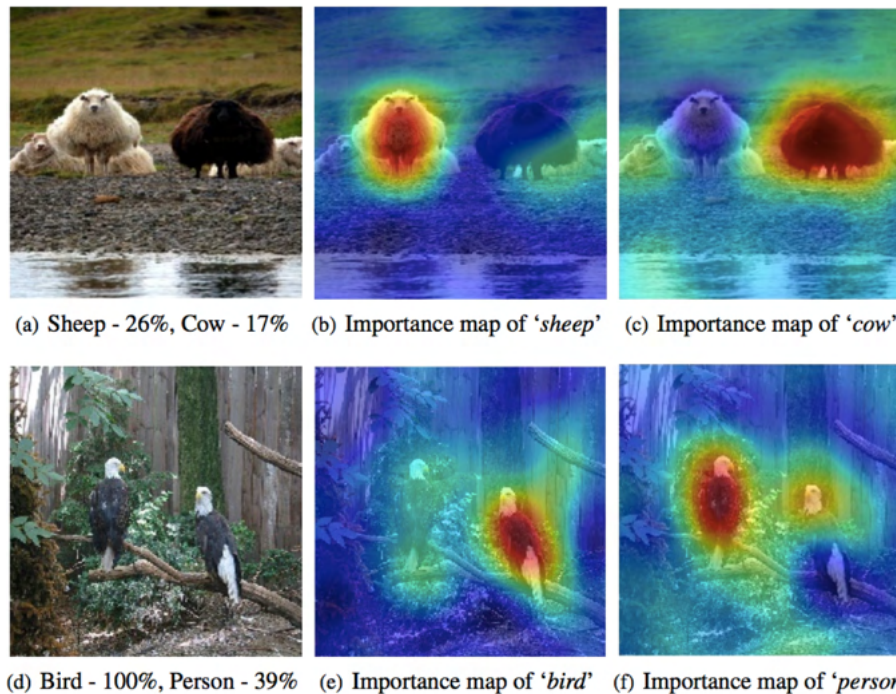 (a) Sheep - 26%, Cow - 17%
(b) Importance map of 'sheep'
(c) Importance map of 'cow'
(d) Bird - 100%, Person - 39%
(e) Importance map of 'bird'
(f) Importance map of 'person